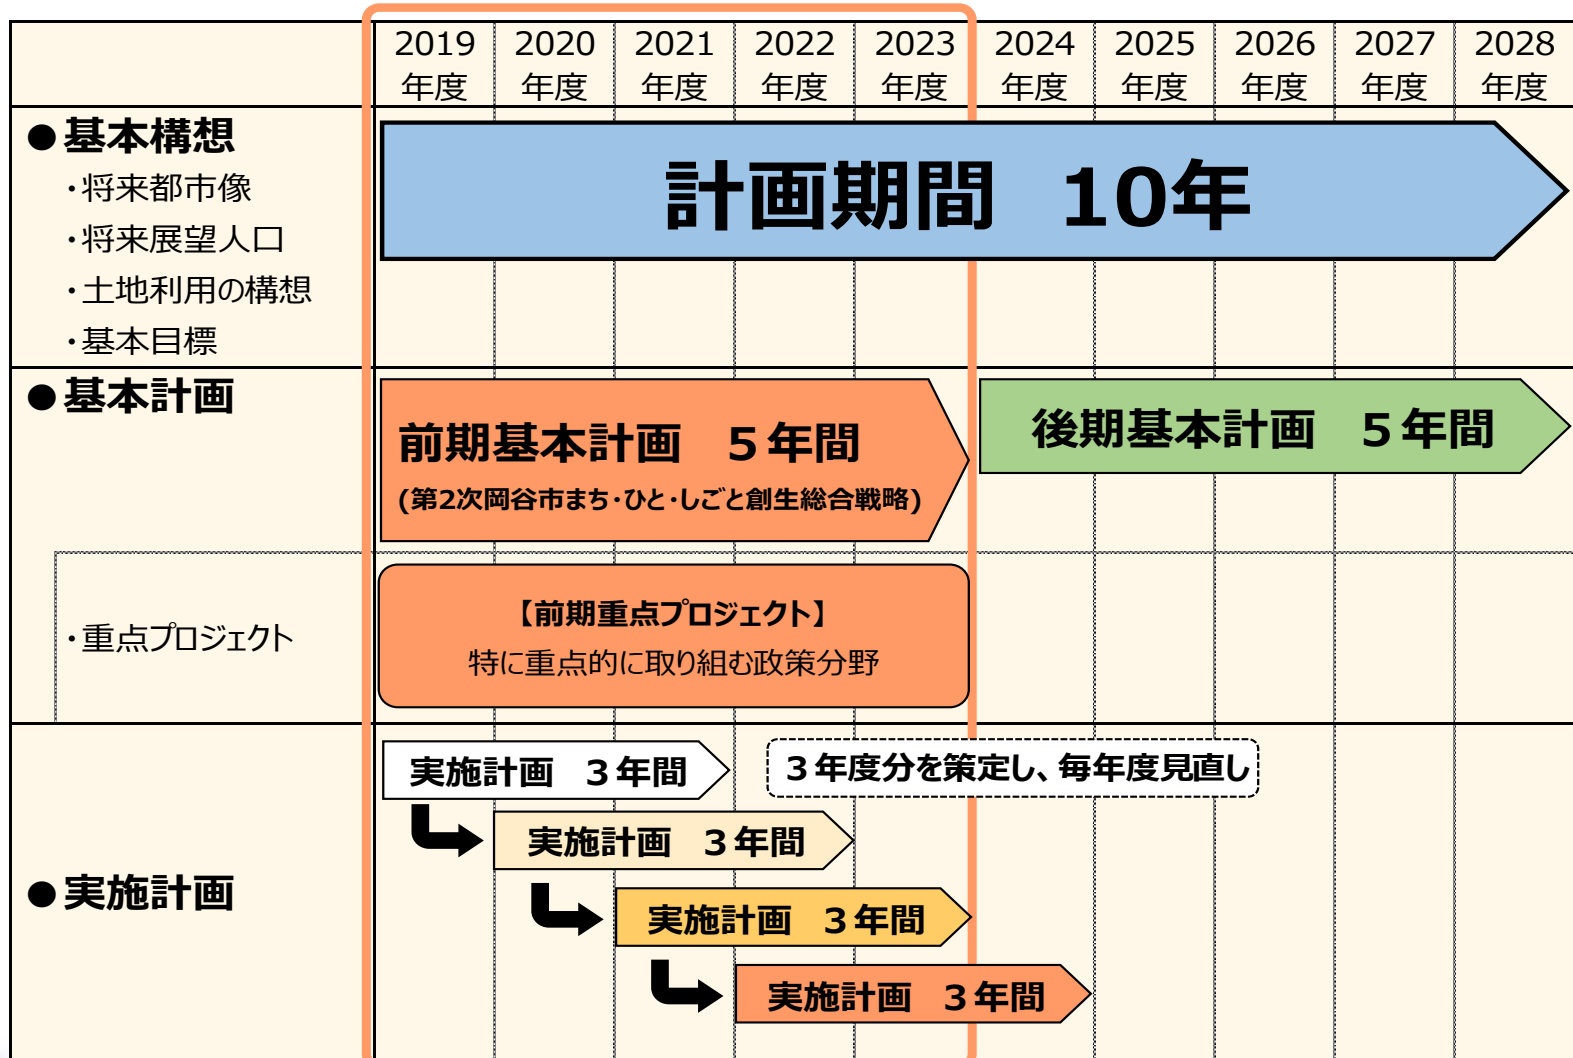 2019 2020 2021 2022 2023 2024 2025 2026 2027 2028
年度 年度 年度 年度 年度 年度 年度 年度 年度 年度
●基本構想
・将来都市像
・将来展望人口
・土地利用の構想
・基本目標
計画期間　10年
●基本計画
前期基本計画　５年間
(第2次岡谷市まち・ひと・しごと創生総合戦略)
後期基本計画　５年間
・重点プロジェクト
【前期重点プロジェクト】
特に重点的に取り組む政策分野
●実施計画
実施計画　３年間
３年度分を策定し、毎年度見直し
実施計画　３年間
実施計画　３年間
実施計画　３年間